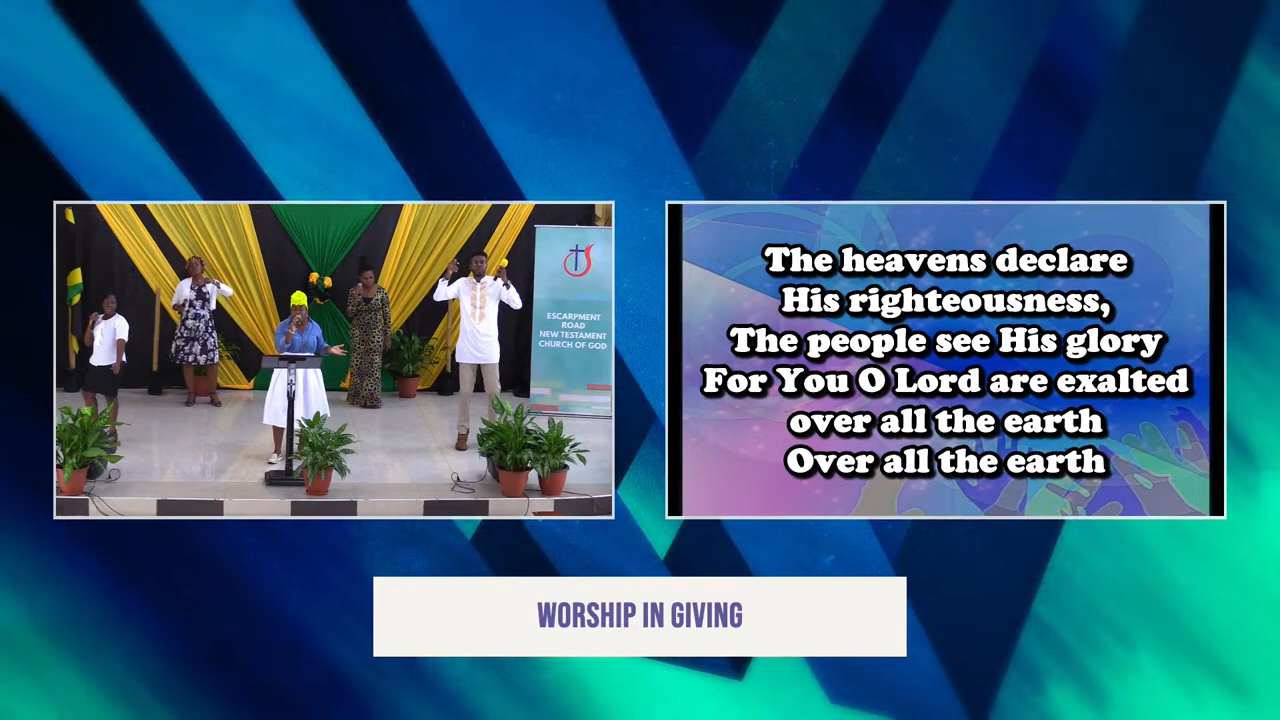 ESCARPMENT
ROAD
NEW TESTAMENT
CHURCH OF GOD
The heavens declare
His righteousness,
The people see His glory
For You O Lord are exalted
over all the earth
Over all the earth
WORSHIP IN GIVING